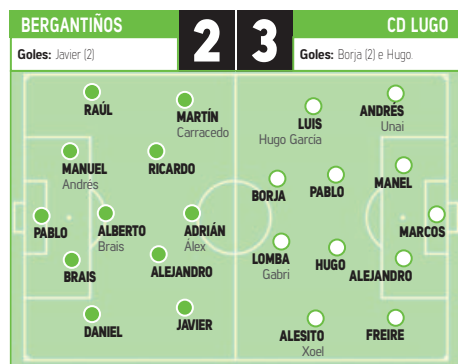 BERGANTIÑOS
2
3
CD LUGO
Goles: Javier (2)
Goles: Borja (2) e Hugo.
RAÚL
MARTÍN
Carracedo
MANUEL
Andrés
RICARDO
PABLO
ALBERTO
Brais
ADRIÁN
Álex
BRAIS
ALEJANDRO
DANIEL
JAVIER
LUIS
Hugo García
ANDRÉS
Unai
BORJA
PABLO
MANEL
MARCOS
LOMBA
Gabri
HUGO
ALEJANDRO
ALESITO
Xoel
FREIRE